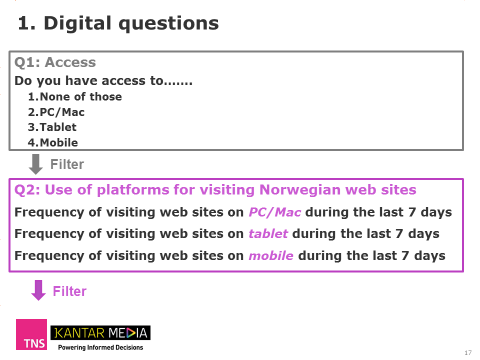 1. Digital questions
Q1: Access
Do you have access to.......
1.None of those
2.PC/Mac
3.Tablet
4.Mobile
Filter
Q2: Use of platforms for visiting Norwegian web sites
Frequency of visiting web sites on PC/Mac during the last 7 days
Frequency of visiting web sites on tablet during the last 7 days
Frequency of visiting web sites on mobile during the last 7 days
Filter
TNS KANTAR MEDIA
Powering Informed Decisions
17